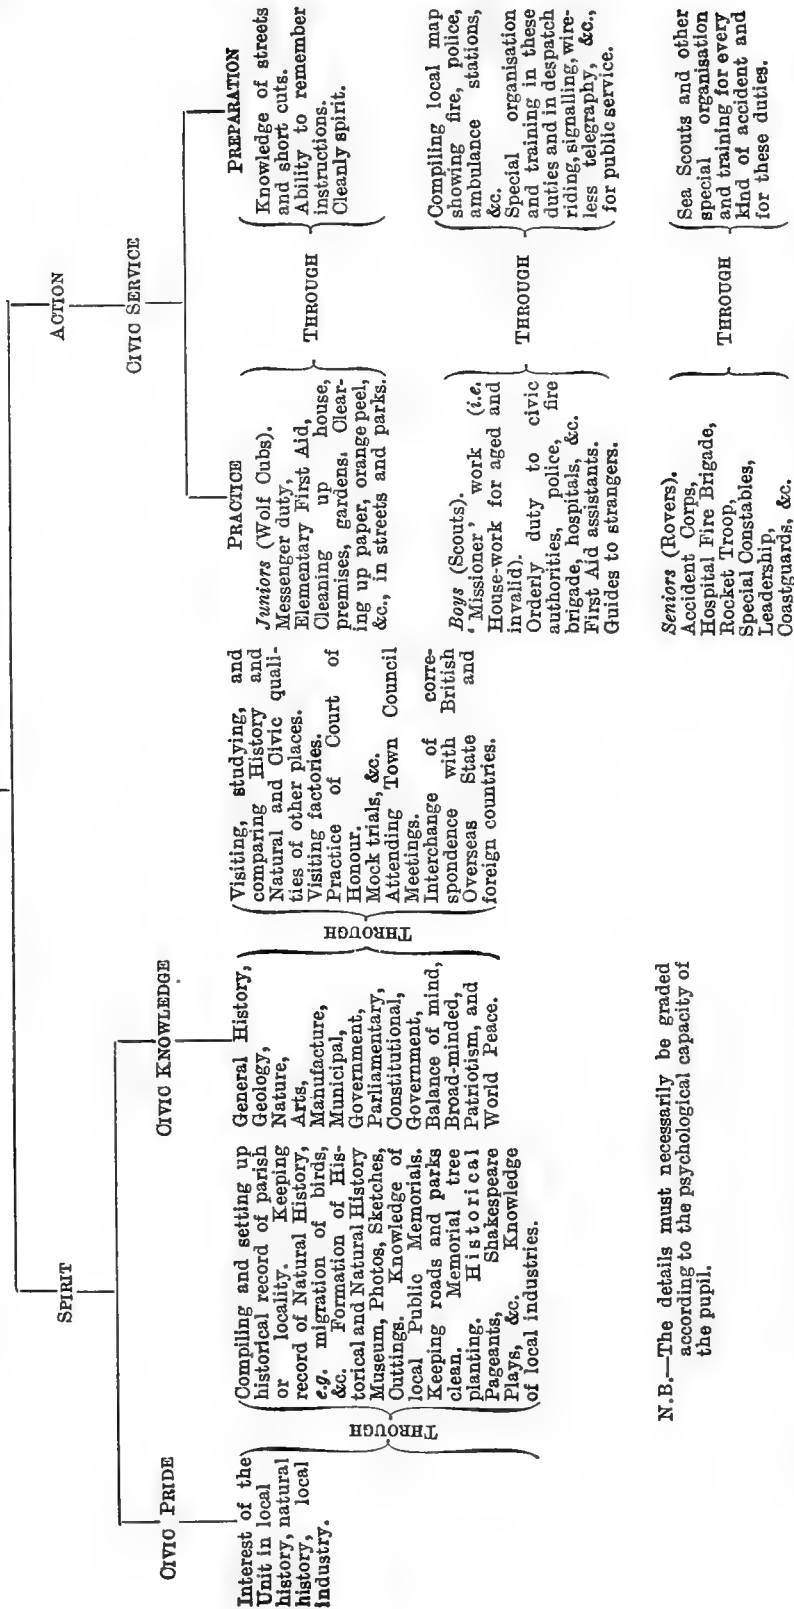 SPIRIT
ACTION
CIVIC PRIDE
CIVIC KNOWLEDGE
CIVIC SERVICE
Interest of the
Unit in local
history, natural
history, local
industry.
THROUGH
Compiling and setting up
historical record of parish
or locality. Keeping
record of Natural History,
e.g. migration of birds,
&c. Formation of His-
torical and Natural History
Museum, Photos, Sketches,
Cuttings. Knowledge of
local Public Memorials.
Keeping roads and parks
clean. Memorial tree
planting. Historical
Pageants, Shakespeare
Plays, &c. Knowledge
of local industries.
General History,
Geology,
Nature,
Arts,
Manufacture,
Municipal,
Government,
Parliamentary,
Constitutional,
Government,
Balance of mind,
Broad-minded,
Patriotism, and
World Peace.
THROUGH
Visiting, studying, and
comparing History and
Natural and Civic quali-
ties of other places.
Visiting factories.
Practice of Court of
Honour.
Mock trials, &c.
Attending Town Council
Meetings.
Interchange of corre-
spondence with British
Overseas State and
foreign countries.
PRACTICE
Juniors (Wolf Cubs).
Messenger duty,
Elementary First Aid,
Cleaning up house,
premises, gardens. Clear-
ing up paper, orange peel,
&c., in streets and parks.
THROUGH
PREPARATION
Knowledge of streets
and short cuts.
Ability to remember
instructions.
Cleanly spirit.
Boys (Scouts).
‘Missioner’ work (i.e.
House-work for aged and
invalid).
Orderly duty to civic
authorities, police, fire
brigade, hospitals, &c.
First Aid assistants.
Guides to strangers.
THROUGH
Compiling local map
showing fire, police,
ambulance stations,
&c.
Special organisation
and training in these
duties and in despatch
riding, signalling, wire-
less telegraphy, &c.,
for public service.
Seniors (Rovers).
Accident Corps,
Hospital Fire Brigade,
Rocket Troop,
Special Constables,
Leadership,
Coastguards, &c.
THROUGH
Sea Scouts and other
special organisation
and training for every
kind of accident and
for these duties.
N.B.—The details must necessarily be graded
according to the psychological capacity of
the pupil.